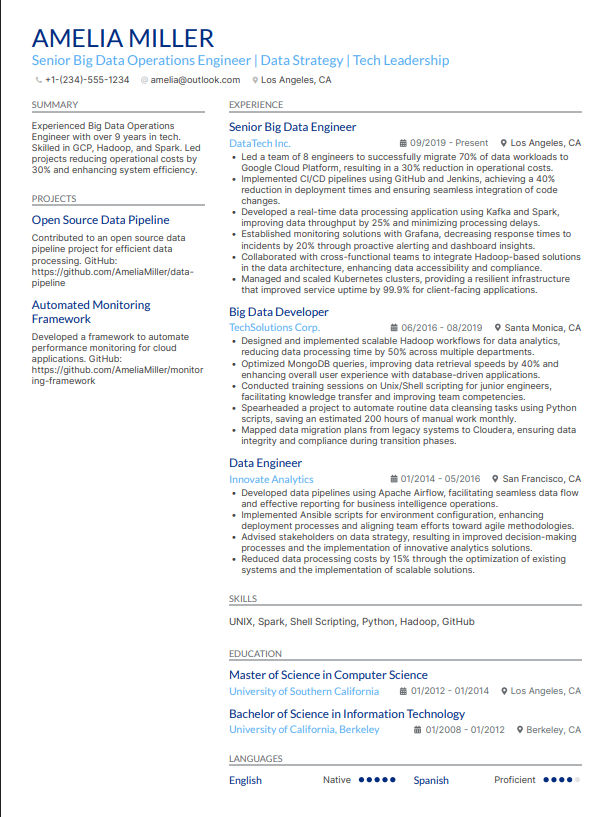 AMELIA MILLER
Senior Big Data Operations Engineer | Data Strategy | Tech Leadership
+1-(234)-555-1234 amelia@outlook.com Los Angeles, CA
SUMMARY
Experienced Big Data Operations
Engineer with over 9 years in tech.
Skilled in GCP, Hadoop, and Spark. Led
projects reducing operational costs by
30% and enhancing system efficiency.
PROJECTS
Open Source Data Pipeline
Contributed to an open source data
pipeline project for efficient data
processing. GitHub:
https://github.com/AmeliaMiller/data-
pipeline
Automated Monitoring
Framework
Developed a framework to automate
performance monitoring for cloud
applications. GitHub:
https://github.com/AmeliaMiller/monitor
ing-framework
EXPERIENCE
Senior Big Data Engineer
DataTech Inc. 09/2019 - Present Los Angeles, CA
• Led a team of 8 engineers to successfully migrate 70% of data workloads to
Google Cloud Platform, resulting in a 30% reduction in operational costs.
• Implemented CI/CD pipelines using GitHub and Jenkins, achieving a 40%
reduction in deployment times and ensuring seamless integration of code
changes.
• Developed a real-time data processing application using Kafka and Spark,
improving data throughput by 25% and minimizing processing delays.
• Established monitoring solutions with Grafana, decreasing response times to
incidents by 20% through proactive alerting and dashboard insights.
• Collaborated with cross-functional teams to integrate Hadoop-based solutions
in the data architecture, enhancing data accessibility and compliance.
• Managed and scaled Kubernetes clusters, providing a resilient infrastructure
that improved service uptime by 99.9% for client-facing applications.
Big Data Developer
TechSolutions Corp. 06/2016 - 08/2019 Santa Monica, CA
• Designed and implemented scalable Hadoop workflows for data analytics,
reducing data processing time by 50% across multiple departments.
• Optimized MongoDB queries, improving data retrieval speeds by 40% and
enhancing overall user experience with database-driven applications.
• Conducted training sessions on Unix/Shell scripting for junior engineers,
facilitating knowledge transfer and improving team competencies.
• Spearheaded a project to automate routine data cleansing tasks using Python
scripts, saving an estimated 200 hours of manual work monthly.
• Mapped data migration plans from legacy systems to Cloudera, ensuring data
integrity and compliance during transition phases.
Data Engineer
Innovate Analytics 01/2014 - 05/2016 San Francisco, CA
• Developed data pipelines using Apache Airflow, facilitating seamless data flow
and effective reporting for business intelligence operations.
• Implemented Ansible scripts for environment configuration, enhancing
deployment processes and aligning team efforts toward agile methodologies.
• Advised stakeholders on data strategy, resulting in improved decision-making
processes and the implementation of innovative analytics solutions.
• Reduced data processing costs by 15% through the optimization of existing
systems and the implementation of scalable solutions.
SKILLS
UNIX, Spark, Shell Scripting, Python, Hadoop, GitHub
EDUCATION
Master of Science in Computer Science
University of Southern California 01/2012 - 01/2014 Los Angeles, CA
Bachelor of Science in Information Technology
University of California, Berkeley 01/2008 - 01/2012 Berkeley, CA
LANGUAGES
English Native Spanish Proficient